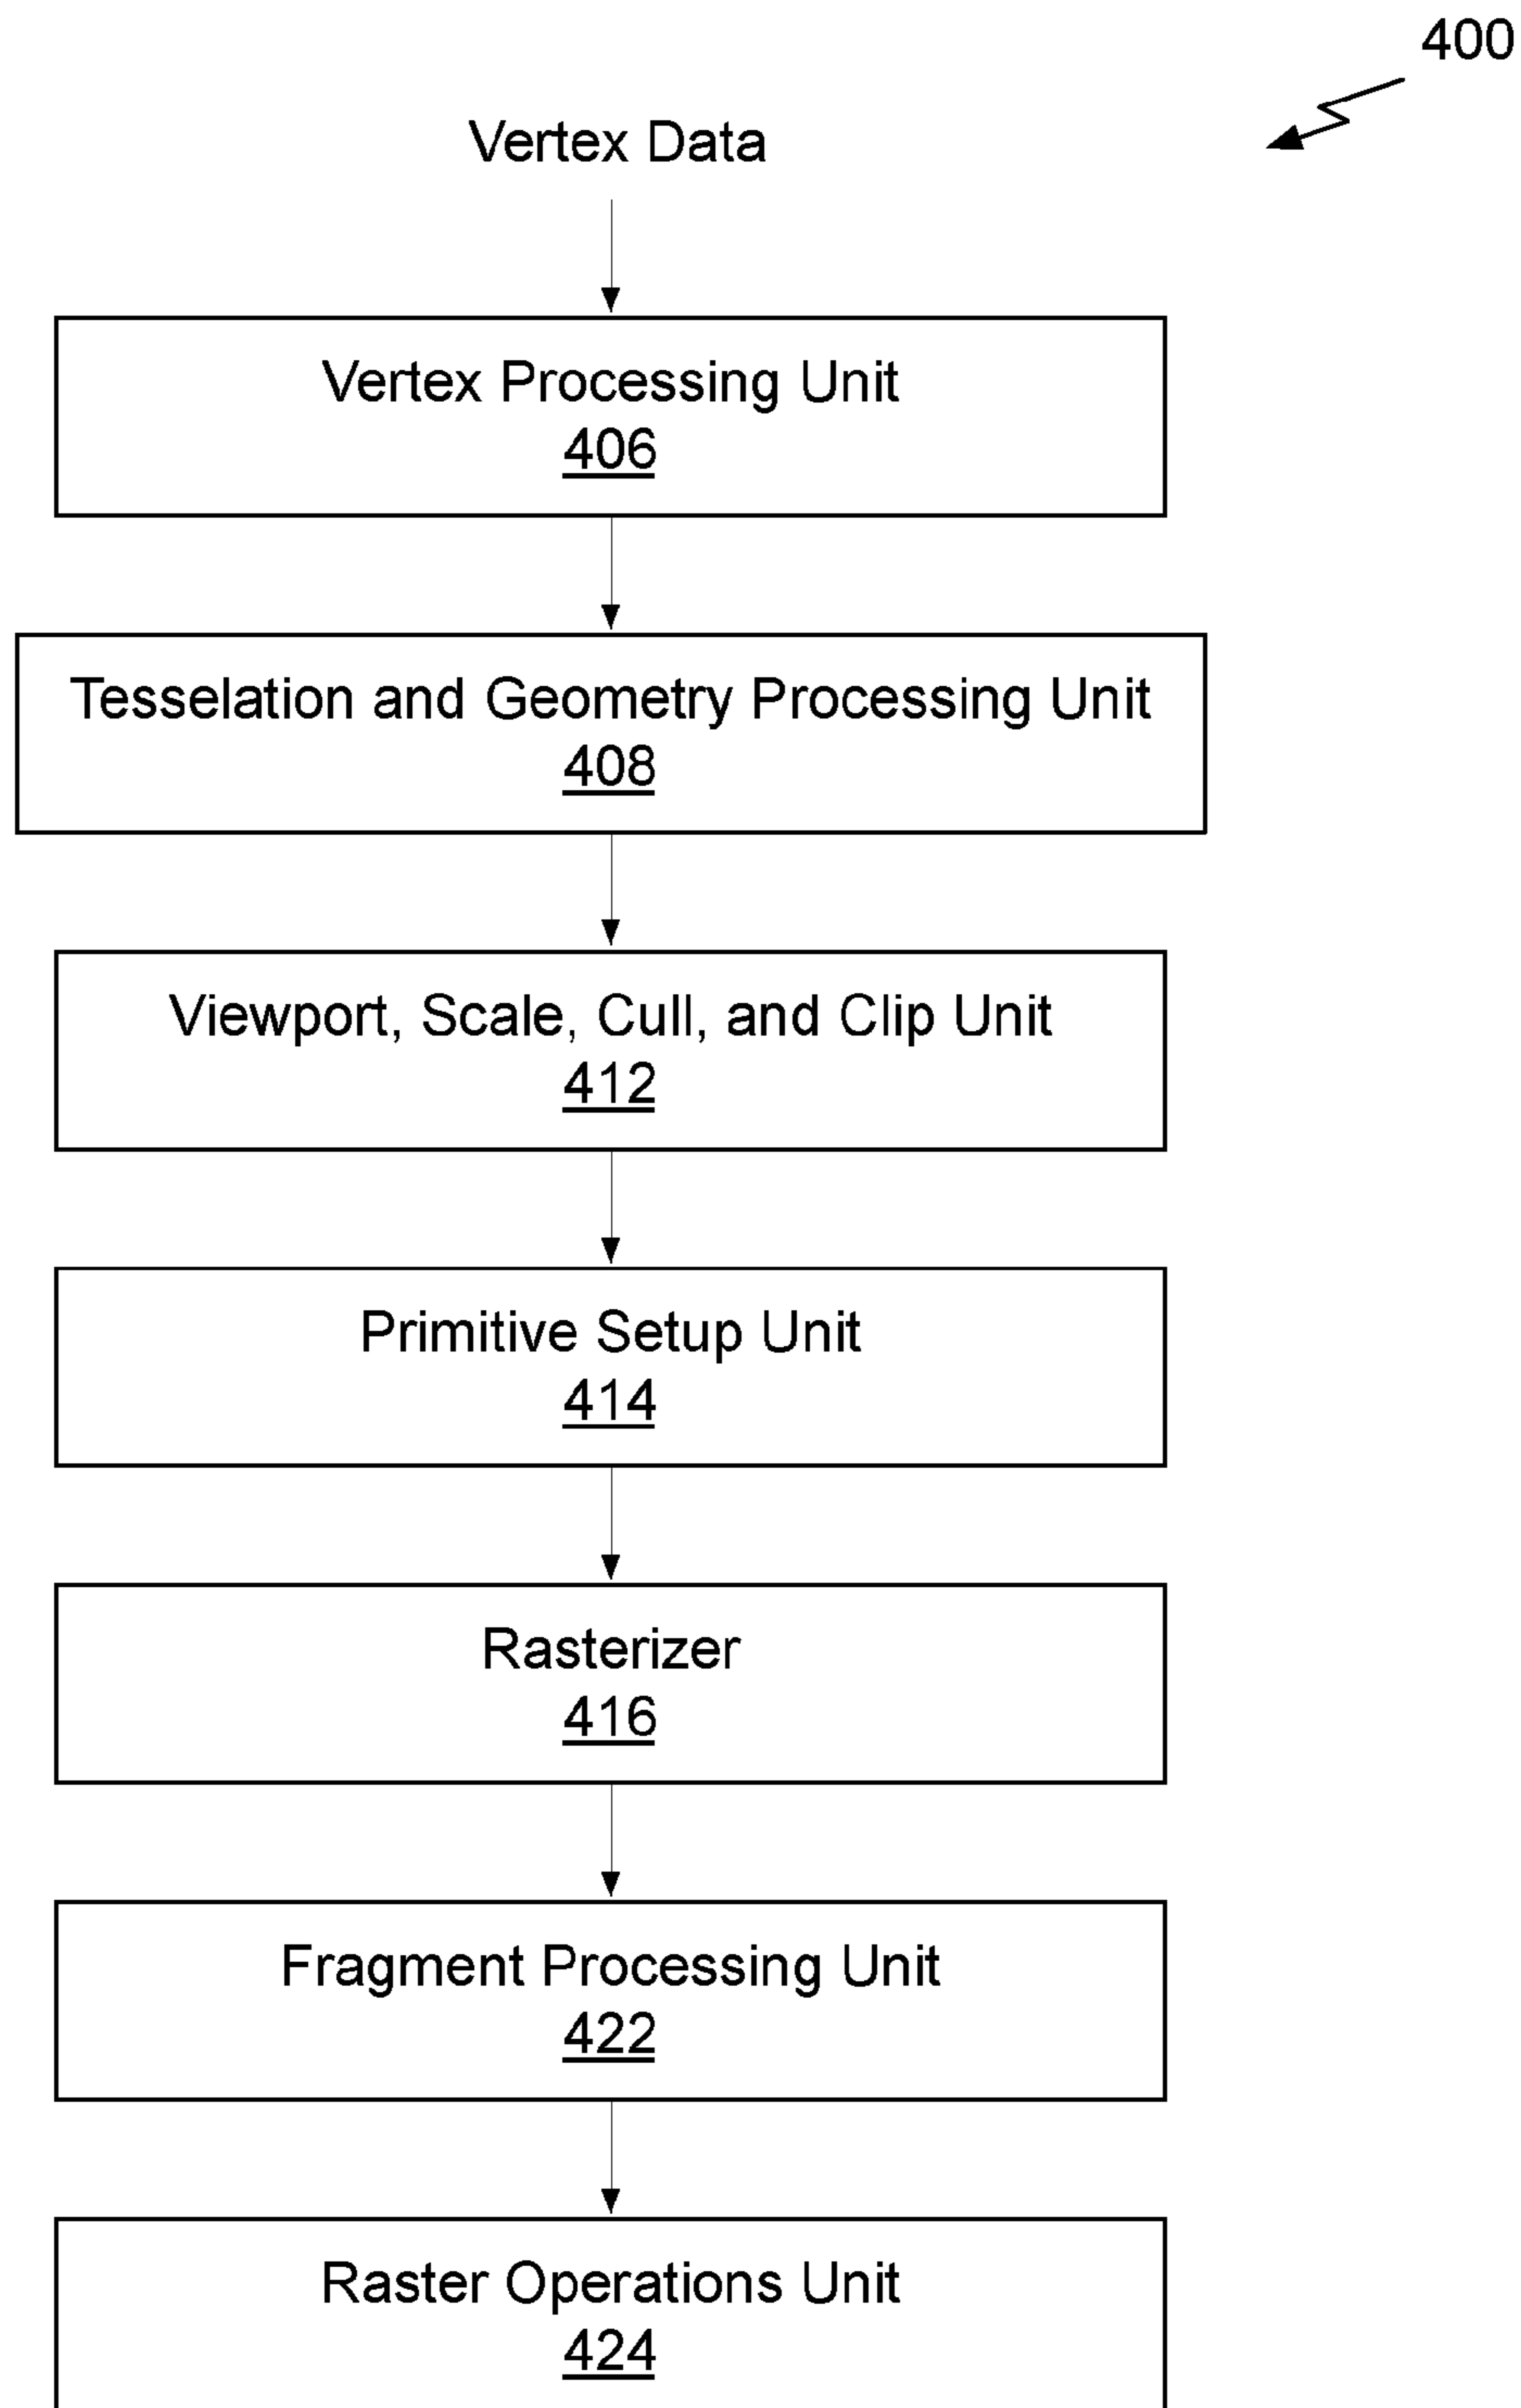 400
Vertex Data
Vertex Processing Unit
406
Tesselation and Geometry Processing Unit
408
Viewport, Scale, Cull, and Clip Unit
412
Primitive Setup Unit
414
Rasterizer
416
Fragment Processing Unit
422
Raster Operations Unit
424